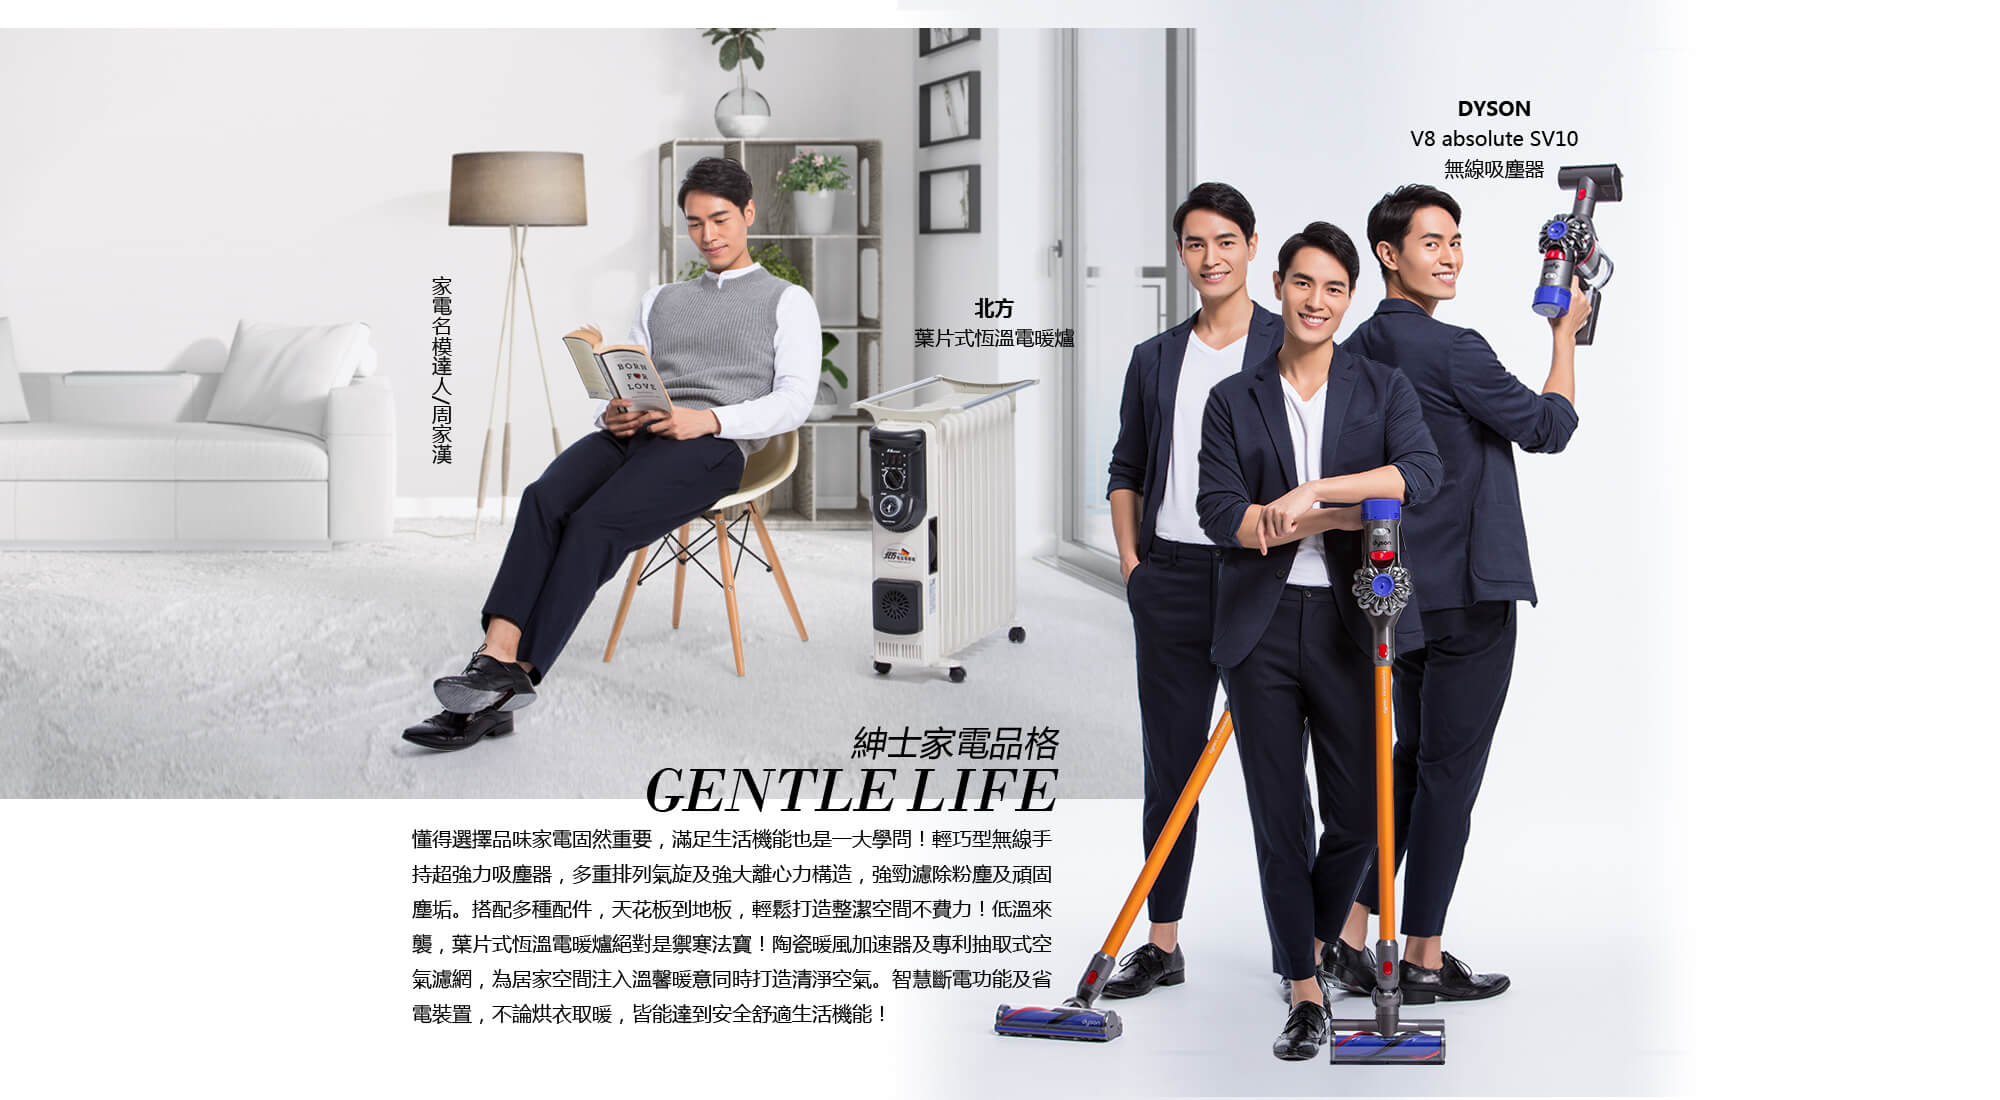 DYSON
V8 absolute SV10
無線吸塵器
家電名模達人/周家漢
北方
葉片式恆溫電暖爐
BORN
FOR
LOVE
北方
dyson
dyson
紳士家電品格
GENTLE LIFE
懂得選擇品味家電固然重要，滿足生活機能也是一大學問！輕巧型無線手
持超強力吸塵器，多重排列氣旋及強大離心力構造，強勁濾除粉塵及頑固
塵垢。搭配多種配件，天花板到地板，輕鬆打造整潔空間不費力！低溫來
襲，葉片式恆溫電暖爐絕對是禦寒法寶！陶瓷暖風加速器及專利抽取式空
氣濾網，為居家空間注入溫馨暖意同時打造清淨空氣。智慧斷電功能及省
電裝置，不論烘衣取暖，皆能達到安全舒適生活機能！